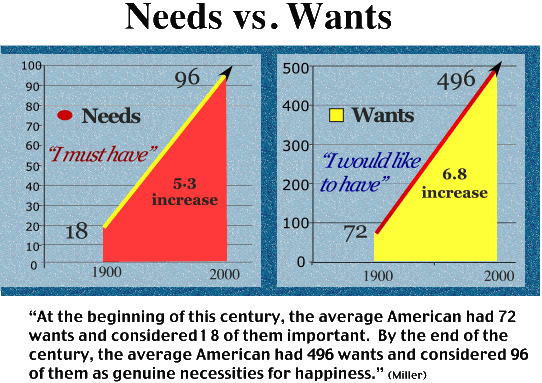 Needs vs. Wants
100
90
80
70
60
50
40
30
20
10
0
96
Needs
"I must have"
5.3
increase
18
1900 2000
500
400
300
200
100
0
496
Wants
"I would like
to have"
6.8
increase
72
1900 2000
"At the beginning of this century, the average American had 72
wants and considered 18 of them important. By the end of the
century, the average American had 496 wants and considered 96
of them as genuine necessities for happiness." (Miller)